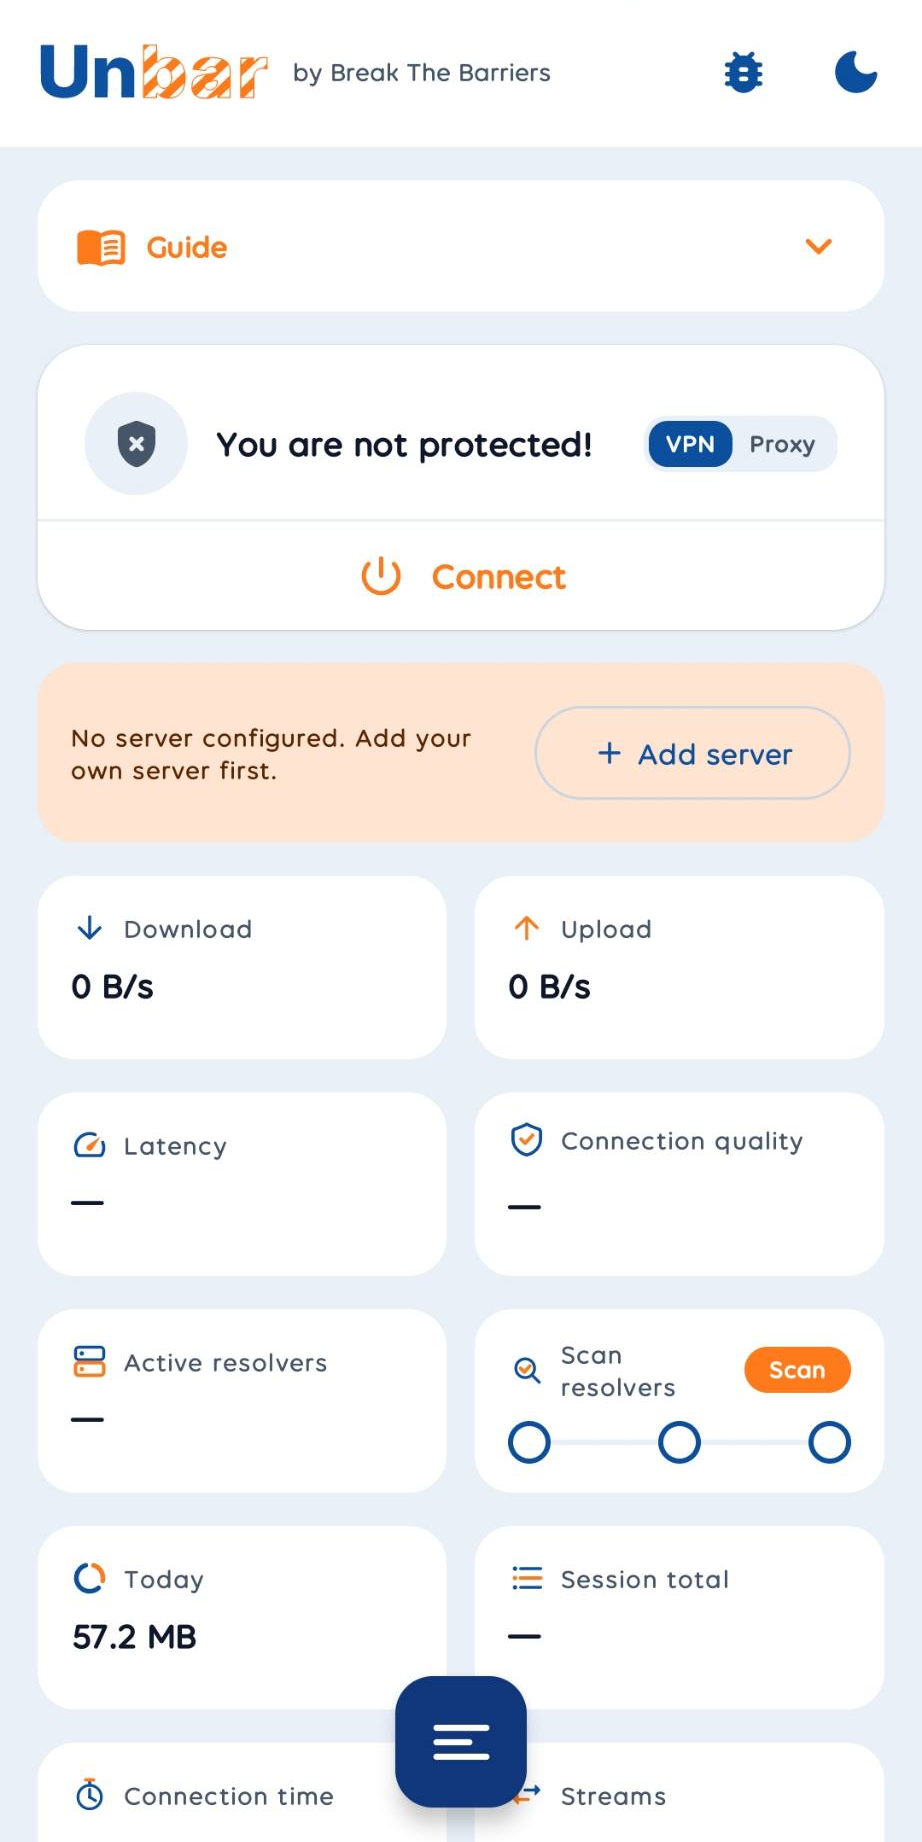 Unbar by Break The Barriers
Guide
You are not protected!
VPN Proxy
Connect
No server configured. Add your
own server first.
+ Add server
Download
0 B/s
Upload
0 B/s
Latency
—
Connection quality
—
Active resolvers
—
Scan
resolvers
Scan
Today
57.2 MB
Session total
—
Connection time
Streams